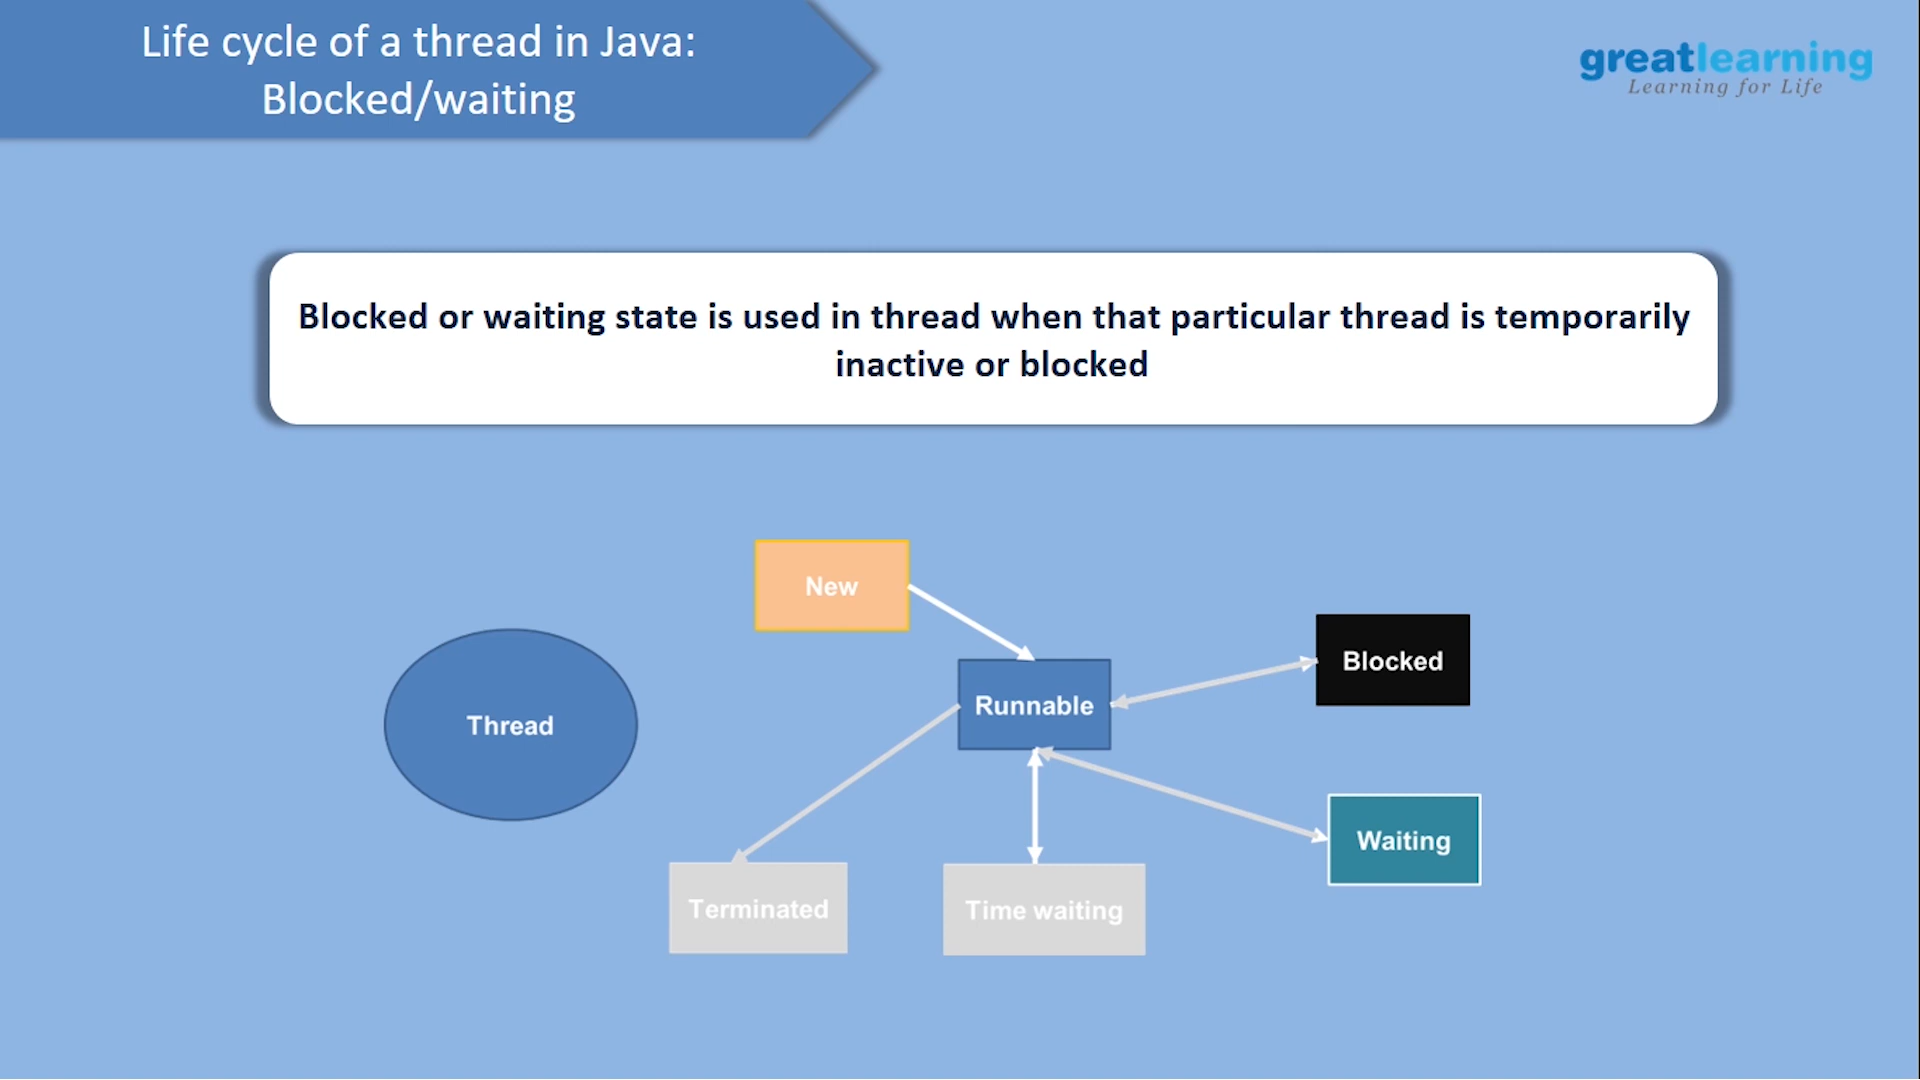 Life cycle of a thread in Java:
Blocked/waiting
greatlearning
Learning for Life
Blocked or waiting state is used in thread when that particular thread is temporarily
inactive or blocked
New
Blocked
Runnable
Thread
Waiting
Terminated
Time waiting